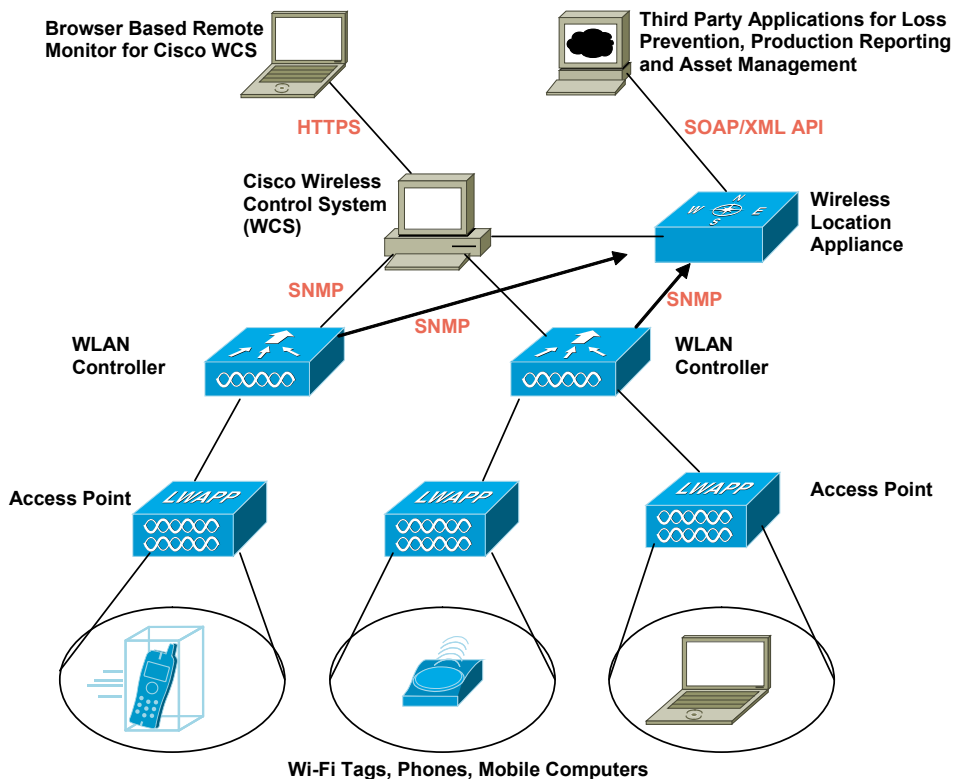 Browser Based Remote
Monitor for Cisco WCS
Third Party Applications for Loss
Prevention, Production Reporting
and Asset Management
HTTPS
SOAP/XML API
Cisco Wireless
Control System
(WCS)
N
W
E
S
Wireless
Location
Appliance
SNMP
SNMP
SNMP
WLAN
Controller
WLAN
Controller
Access Point
LWAPP
LWAPP
LWAPP
Access Point
Wi-Fi Tags, Phones, Mobile Computers